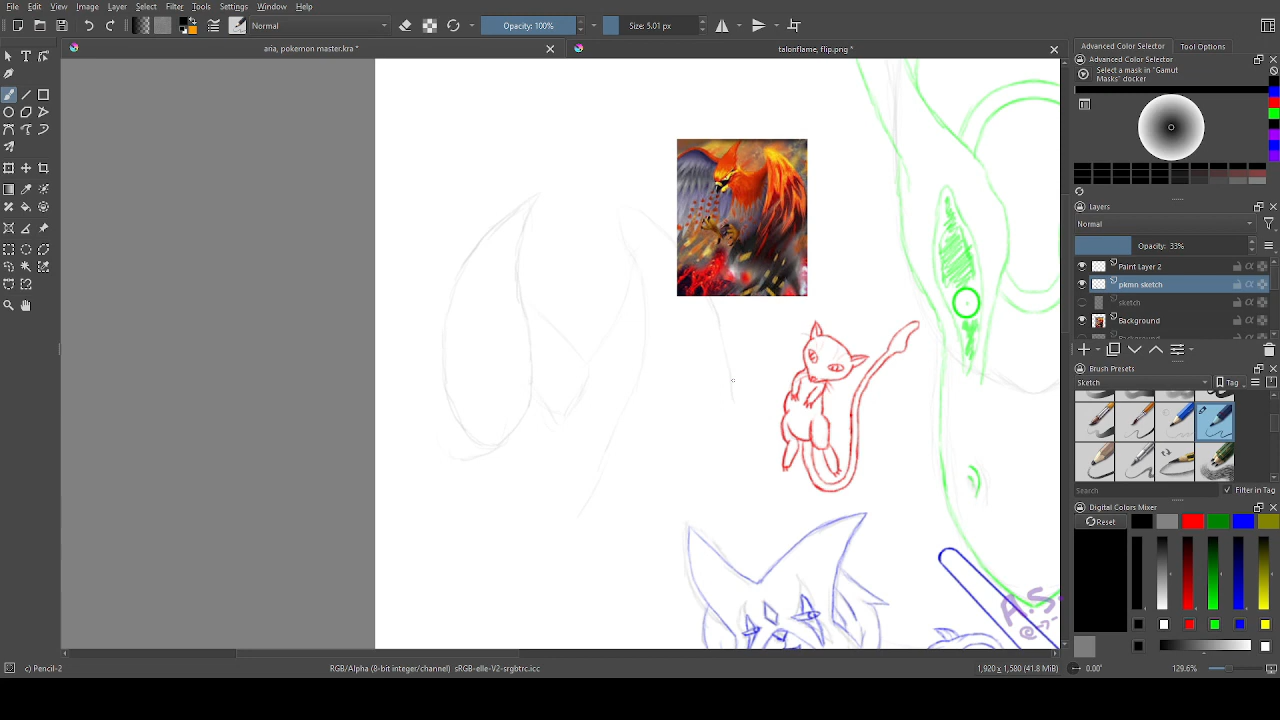 File Edit View Image Layer Select Filter Tools Settings Window Help
Normal Opacity: 100% Size: 5.01 px
aria, pokemon master.kra * talonflame, flip.png *
Advanced Color Selector Tool Options
Advanced Color Selector
Select a mask in "Gamut
Masks" docker
Layers
Normal
Opacity: 33%
Paint Layer 2
pkmn sketch
sketch
Background
Brush Presets
Sketch Tag
Search Filter in Tag
Digital Colors Mixer
Reset
A.S
c) Pencil-2 RGB/Alpha (8-bit integer/channel) sRGB-elle-V2-srgbtrc.icc 1,920 x 1,580 (41.8 MiB) 0.00° 129.6%